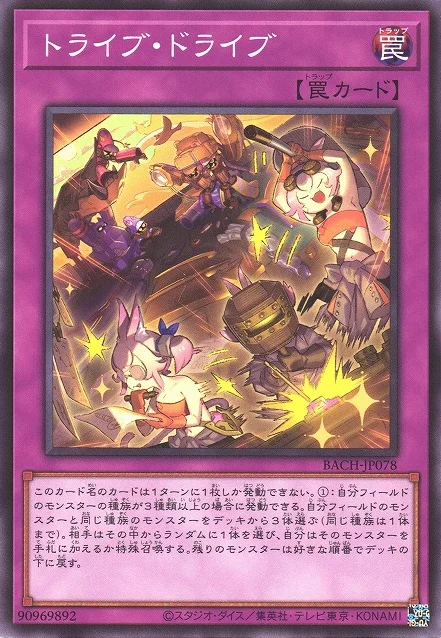 トライブ・ドライブ
トラップ
罠
トラップ
【罠カード】
BACH-JP078
このカード名のカードは1ターンに1枚しか発動できない。①:自分フィールド
のモンスターの種族が3種類以上の場合に発動できる。自分フィールドのモン
スターと同じ種族のモンスターをデッキから3体選ぶ(同じ種族は1体
まで)。相手はその中からランダムに1体を選び、自分はそのモンスターを
手札に加えるか特殊召喚する。残りのモンスターは好きな順番でデッキの
下に戻す。
90969892
©スタジオ・ダイス/集英社・テレビ東京・KONAMI